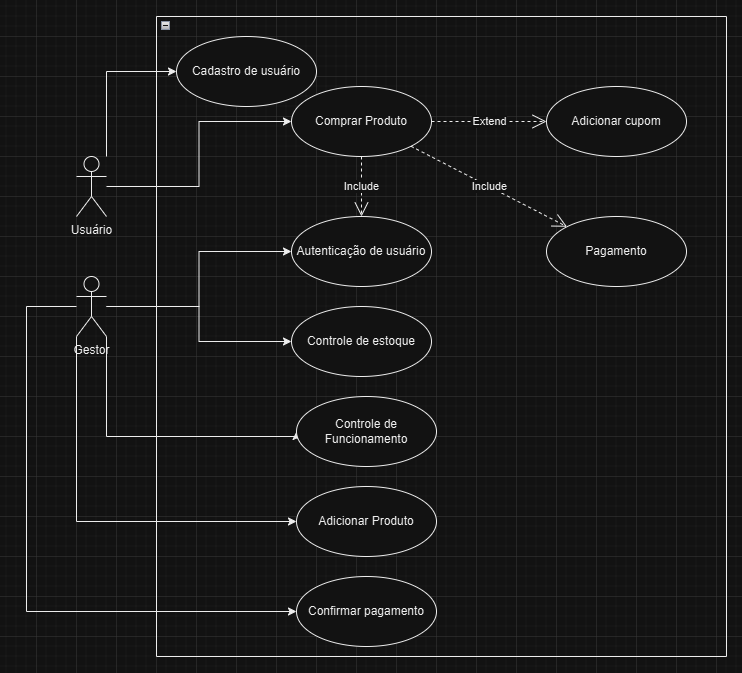 Cadastro de usuário
Comprar Produto
Extend
Adicionar cupom
Include
Include
Usuário
Autenticação de usuário
Pagamento
Gestor
Controle de estoque
Controle de
Funcionamento
Adicionar Produto
Confirmar pagamento